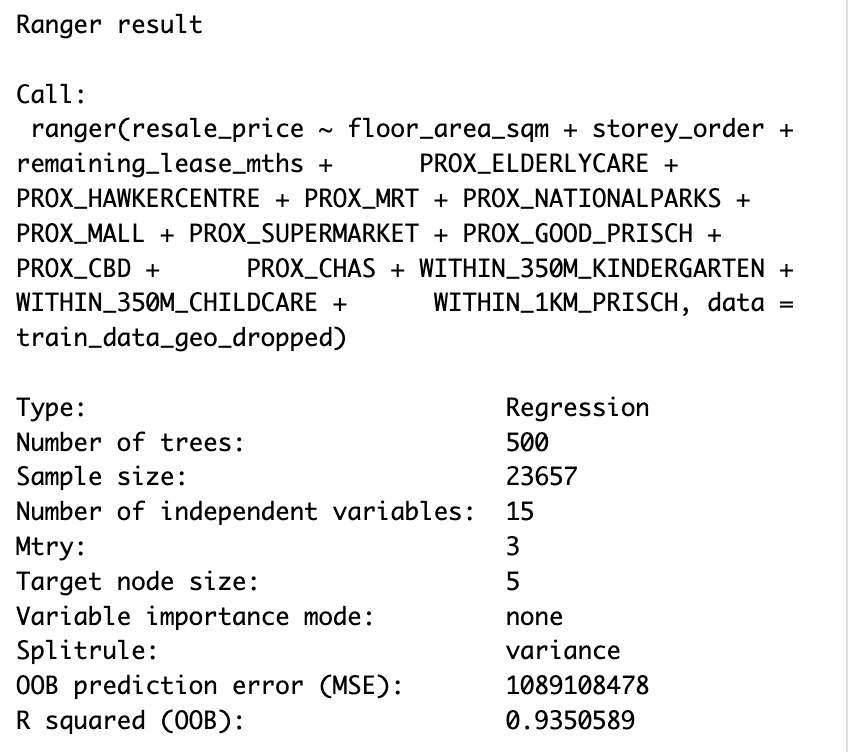 Ranger result
Call:
ranger(resale_price ~ floor_area_sqm + storey_order +
remaining_lease_mths +      PROX_ELDERLYCARE +
PROX_HAWKERCENTRE + PROX_MRT + PROX_NATIONALPARKS +
PROX_MALL + PROX_SUPERMARKET + PROX_GOOD_PRISCH +
PROX_CBD +      PROX_CHAS + WITHIN_350M_KINDERGARTEN +
WITHIN_350M_CHILDCARE +      WITHIN_1KM_PRISCH, data =
train_data_geo_dropped)
Type:                             Regression
Number of trees:                  500
Sample size:                      23657
Number of independent variables:  15
Mtry:                             3
Target node size:                 5
Variable importance mode:         none
Splitrule:                        variance
OOB prediction error (MSE):       1089108478
R squared (OOB):                  0.9350589